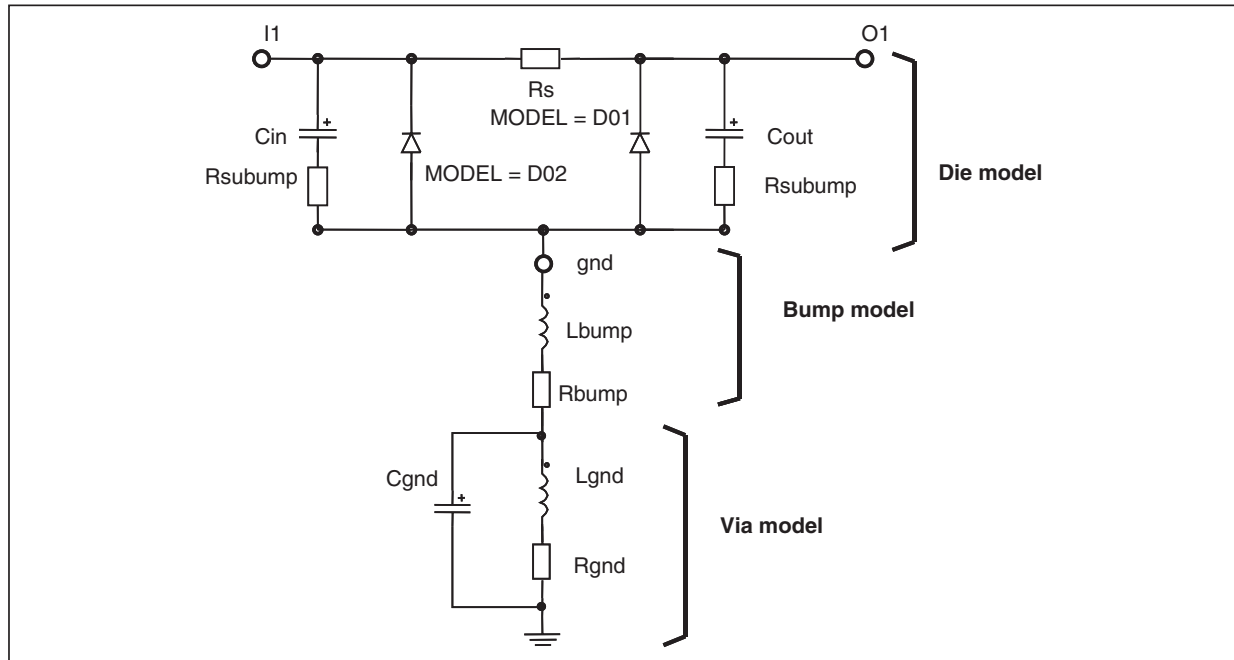 I1
O1
Rs
MODEL = D01
Cin
Cout
Rsubump
MODEL = D02
Rsubump
Die model
gnd
Bump model
Lbump
Rbump
Cgnd
Lgnd
Via model
Rgnd